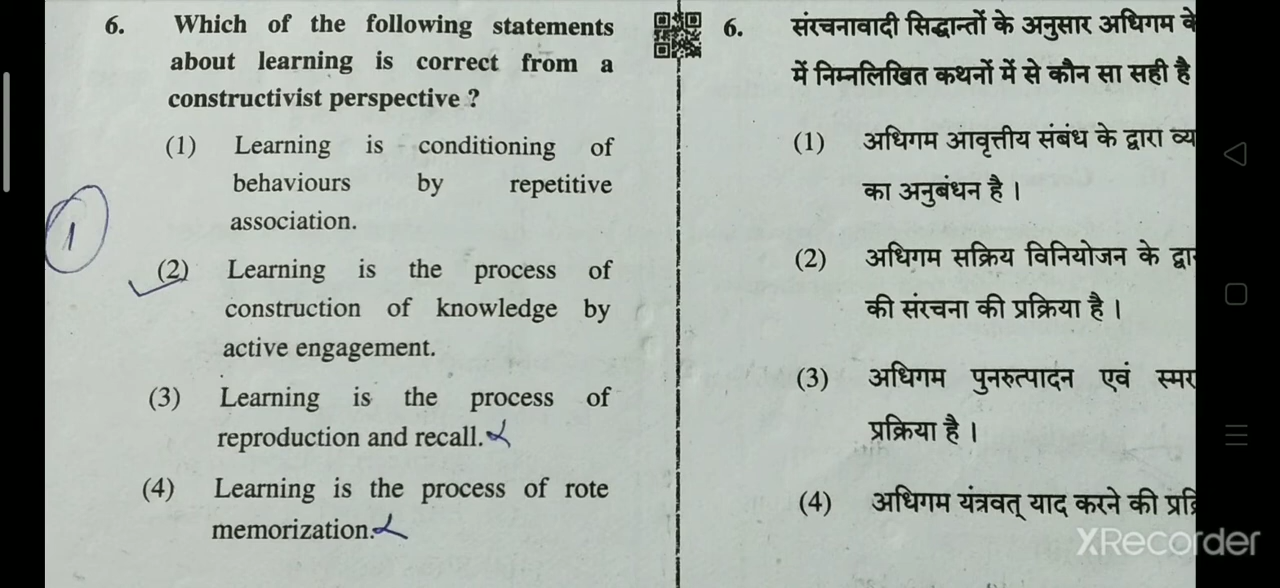 6. Which of the following statements
about learning is correct from a
constructivist perspective ?
(1) Learning is conditioning of
behaviours by repetitive
association.
(2) Learning is the process of
construction of knowledge by
active engagement.
(3) Learning is the process of
reproduction and recall.
(4) Learning is the process of rote
memorization.
1
6. संरचनावादी सिद्धान्तों के अनुसार अधिगम के
में निम्नलिखित कथनों में से कौन सा सही है
(1) अधिगम आवृत्तीय संबंध के द्वारा व्य
का अनुबंधन है ।
(2) अधिगम सक्रिय विनियोजन के द्वा
की संरचना की प्रक्रिया है ।
(3) अधिगम पुनरुत्पादन एवं स्मर
प्रक्रिया है ।
(4) अधिगम यंत्रवत् याद करने की प्रक्रि
XRecorder